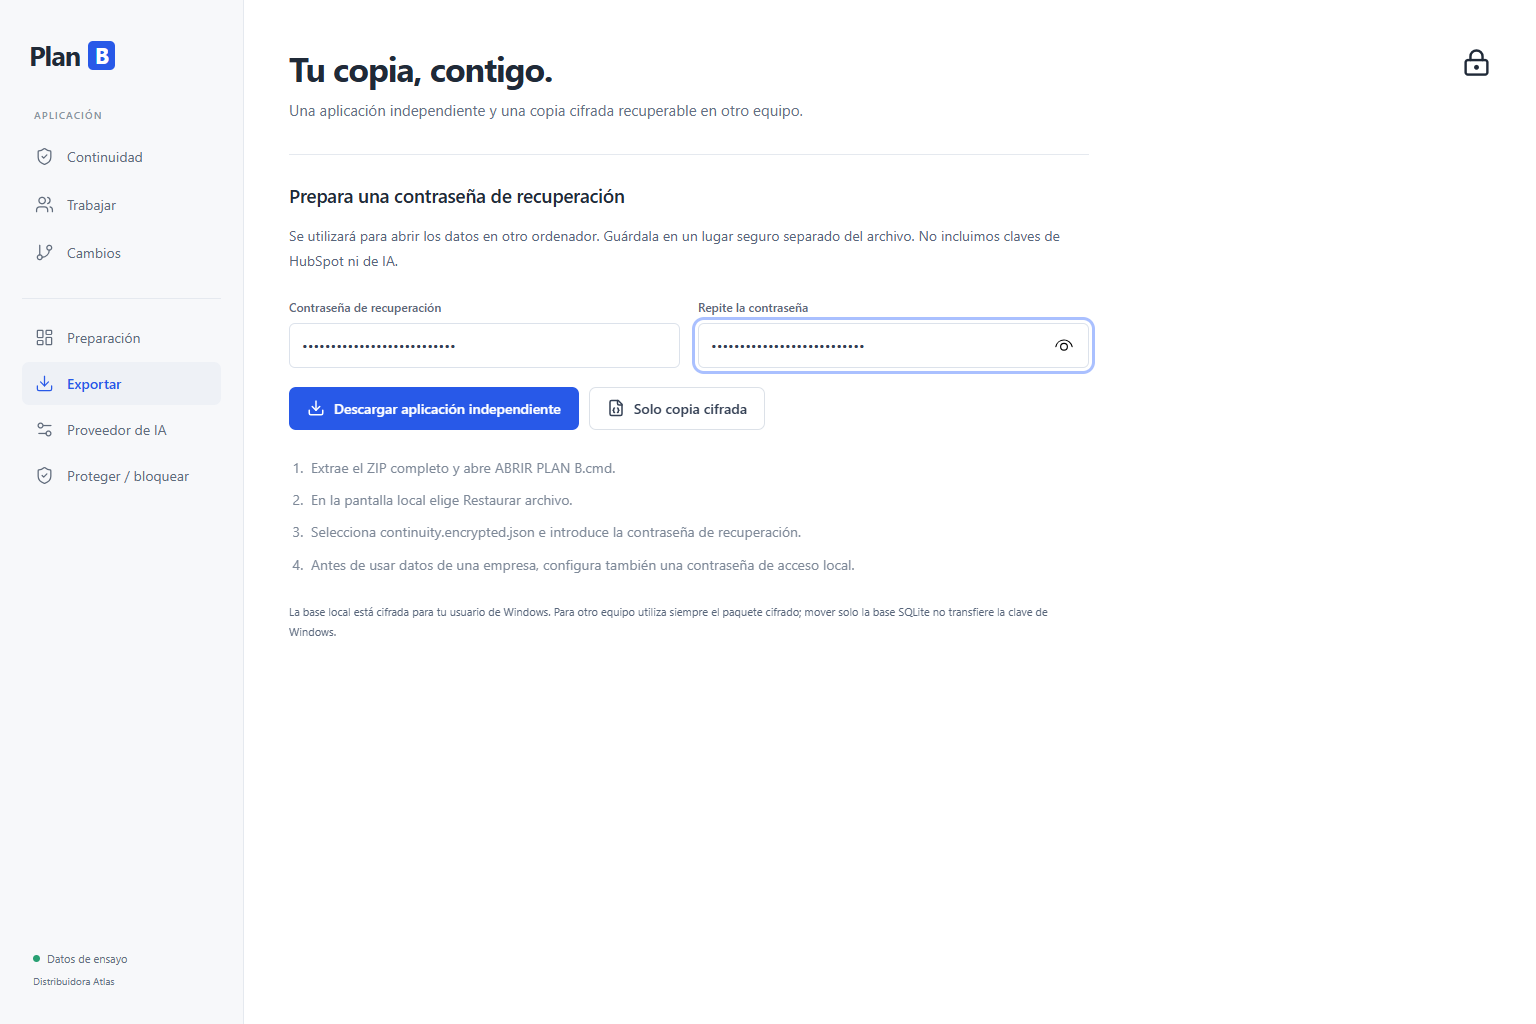 Plan B
APLICACIÓN
Continuidad
Trabajar
Cambios
Preparación
Exportar
Proveedor de IA
Proteger / bloquear
Datos de ensayo
Distribuidora Atlas
Tu copia, contigo.
Una aplicación independiente y una copia cifrada recuperable en otro equipo.
Prepara una contraseña de recuperación
Se utilizará para abrir los datos en otro ordenador. Guárdala en un lugar seguro separado del archivo. No incluimos claves de
HubSpot ni de IA.
Contraseña de recuperación
Repite la contraseña
Descargar aplicación independiente
Solo copia cifrada
1. Extrae el ZIP completo y abre ABRIR PLAN B.cmd.
2. En la pantalla local elige Restaurar archivo.
3. Selecciona continuity.encrypted.json e introduce la contraseña de recuperación.
4. Antes de usar datos de una empresa, configura también una contraseña de acceso local.
La base local está cifrada para tu usuario de Windows. Para otro equipo utiliza siempre el paquete cifrado; mover solo la base SQLite no transfiere la clave de
Windows.